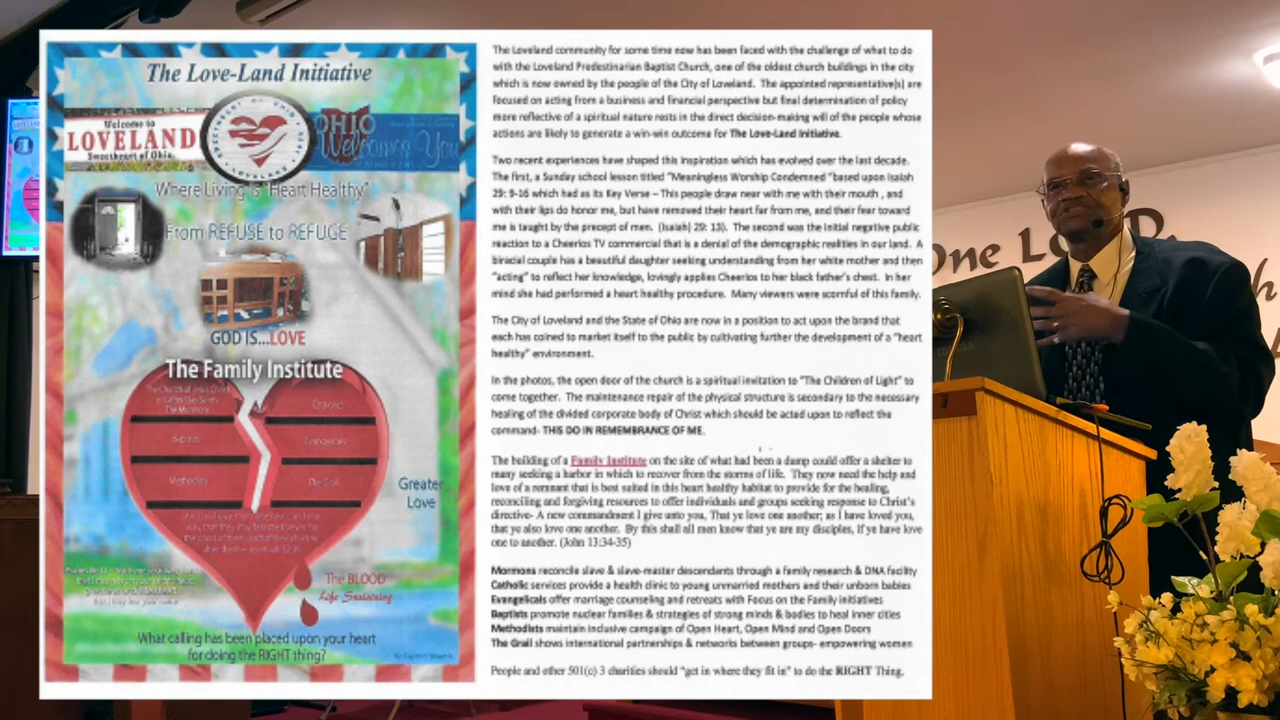 The Love-Land Initiative
Welcome to
LOVELAND
Sweetheart of Ohio.
SWEETHEART OF OHIO
LOVELAND
OHIO
Welcomes You
Where Living is "Heart Healthy"
From REFUSE to REFUGE
GOD IS...LOVE
The Family Institute
The Church of Jesus Christ
of Latter Day Saints
The Mormons
Catholic
Baptists
Evangelicals
Methodists
The Grail
Greater
Love
The BLOOD
Life Sustaining
What calling has been placed upon your heart
for doing the RIGHT thing?
The Loveland community for some time now has been faced with the challenge of what to do
with the Loveland Predestinarian Baptist Church, one of the oldest church buildings in the city
which is now owned by the people of the City of Loveland. The appointed representative(s) are
focused on acting from a business and financial perspective but final determination of policy
more reflective of a spiritual nature rests in the direct decision-making will of the people whose
actions are likely to generate a win-win outcome for The Love-Land Initiative.
Two recent experiences have shaped this inspiration which has evolved over the last decade.
The first, a Sunday school lesson titled "Meaningless Worship Condemned "based upon Isaiah
29: 9-16 which had as its Key Verse – This people draw near with me with their mouth , and
with their lips do honor me, but have removed their heart far from me, and their fear toward
me is taught by the precept of men. (Isaiah) 29: 13). The second was the initial negative public
reaction to a Cheerios TV commercial that is a denial of the demographic realities in our land. A
biracial couple has a beautiful daughter seeking understanding from her white mother and then
"acting" to reflect her knowledge, lovingly applies Cheerios to her black father's chest. In her
mind she had performed a heart healthy procedure. Many viewers were scornful of this family.
The City of Loveland and the State of Ohio are now in a position to act upon the brand that
each has coined to market itself to the public by cultivating further the development of a "heart
healthy" environment.
In the photos, the open door of the church is a spiritual invitation to "The Children of Light" to
come together. The maintenance repair of the physical structure is secondary to the necessary
healing of the divided corporate body of Christ which should be acted upon to reflect the
command- THIS DO IN REMEMBRANCE OF ME.
The building of a Family Institute on the site of what had been a dump could offer a shelter to
many seeking a harbor in which to recover from the storms of life. They now need the help and
love of a remnant that is best suited in this heart healthy habitat to provide for the healing,
reconciling and forgiving resources to offer individuals and groups seeking response to Christ's
directive- A new commandment I give unto you, That ye love one another; as I have loved you,
that ye also love one another. By this shall all men know that ye are my disciples, if ye have love
one to another. (John 13:34-35)
Mormons reconcile slave & slave-master descendants through a family research & DNA facility
Catholic services provide a health clinic to young unmarried mothers and their unborn babies
Evangelicals offer marriage counseling and retreats with Focus on the Family initiatives
Baptists promote nuclear families & strategies of strong minds & bodies to heal inner cities
Methodists maintain inclusive campaign of Open Heart, Open Mind and Open Doors
The Grail shows international partnerships & networks between groups- empowering women
People and other 501(c) 3 charities should "get in where they fit in" to do the RIGHT Thing.
One LORD,